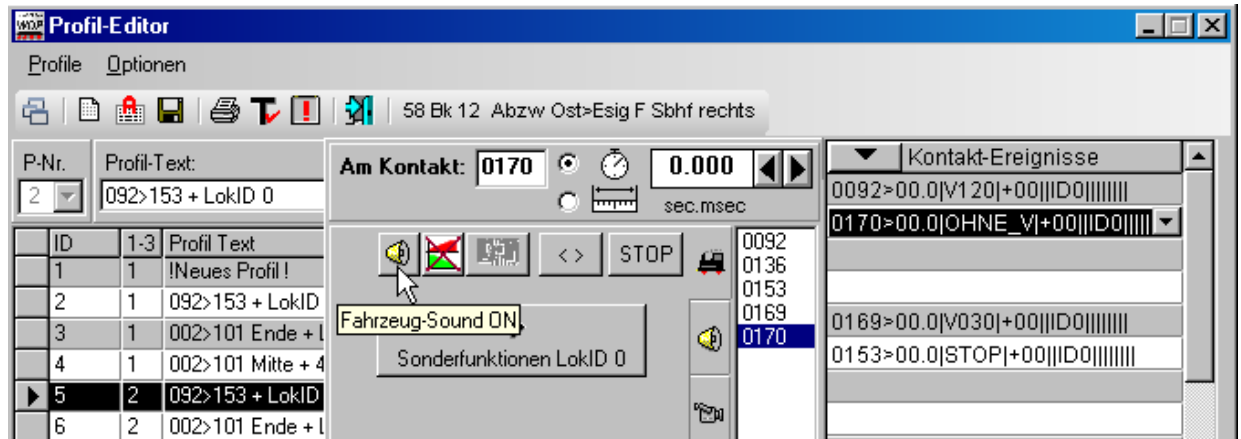 WDP Profil-Editor
Profile Optionen
58 Bk 12 Abzw Ost>Esig F Sbhf rechts
P-Nr. Profil-Text:
2 092>153 + LokID 0
Am Kontakt: 0170 0.000
sec.msec
Kontakt-Ereignisse
0092>00.0|V120|+00||ID0||||||||
0170>00.0|OHNE_V|+00||ID0|||||
0169>00.0|V030|+00||ID0||||||||
0153>00.0|STOP|+00||ID0||||||||
ID 1-3 Profil Text
1 1 !Neues Profil !
2 1 092>153 + LokID
3 1 002>101 Ende + L
4 1 002>101 Mitte + 4
5 2 092>153 + LokID
6 2 002>101 Ende + L
< > STOP
Fahrzeug-Sound ON
Sonderfunktionen LokID 0
0092
0136
0153
0169
0170